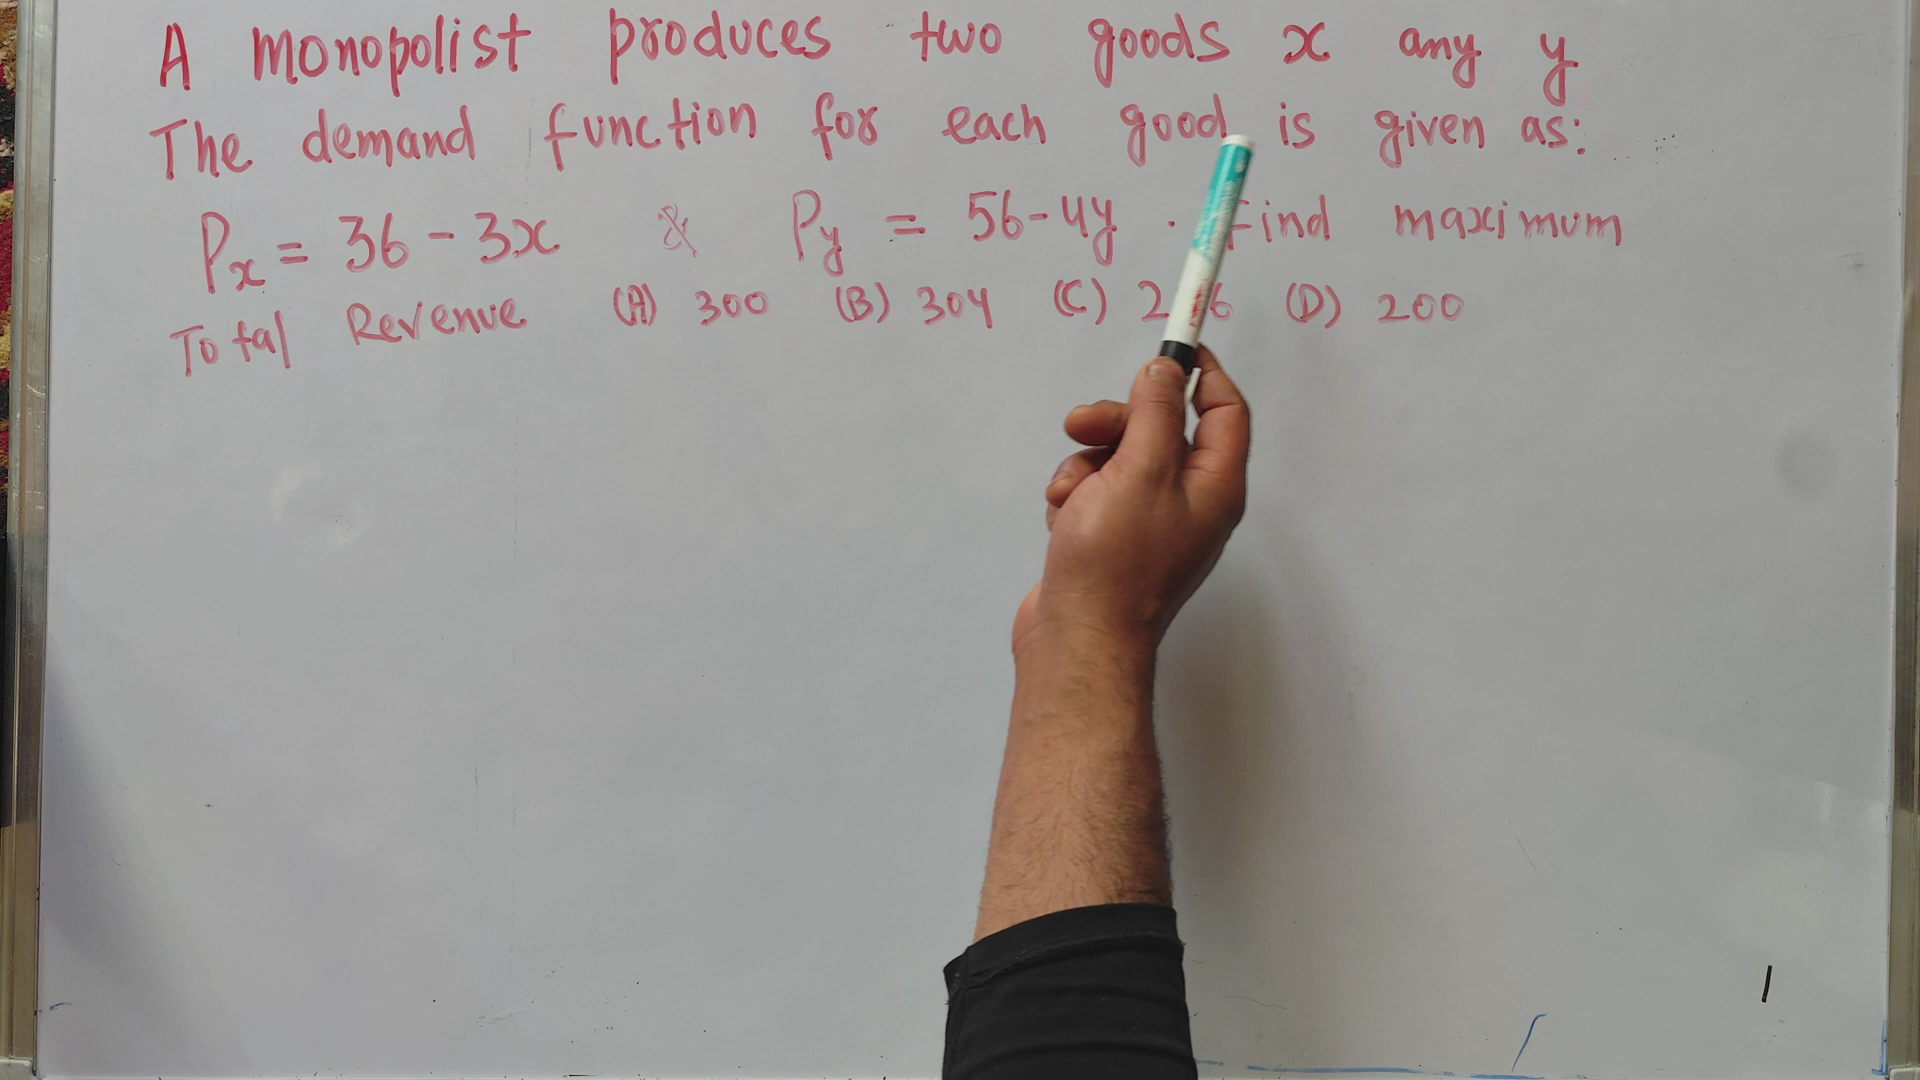 A monopolist produces two goods x any y
The demand function for each good is given as:
Px = 36 - 3x & Py = 56 - 4y . Find maximum
Total Revenue (A) 300 (B) 304 (C) (D) 200